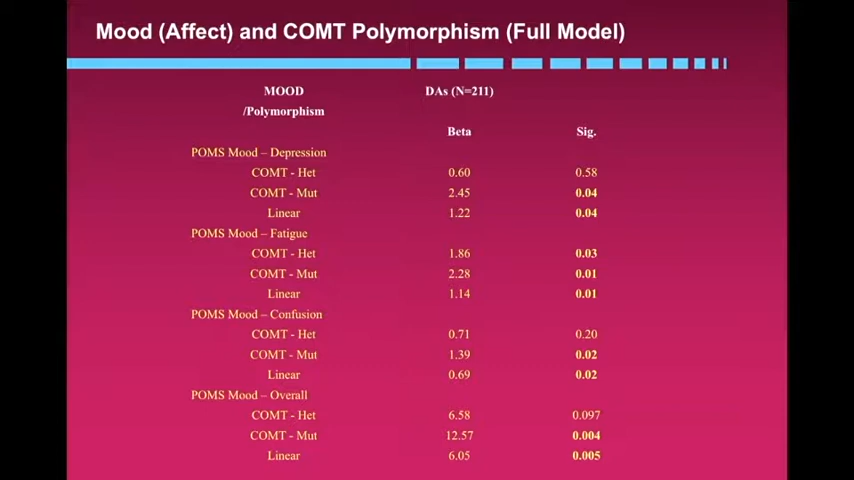 Mood (Affect) and COMT Polymorphism (Full Model)
MOOD DAs (N=211)
/Polymorphism
Beta Sig.
POMS Mood – Depression
COMT - Het 0.60 0.58
COMT - Mut 2.45 0.04
Linear 1.22 0.04
POMS Mood – Fatigue
COMT - Het 1.86 0.03
COMT - Mut 2.28 0.01
Linear 1.14 0.01
POMS Mood – Confusion
COMT - Het 0.71 0.20
COMT - Mut 1.39 0.02
Linear 0.69 0.02
POMS Mood – Overall
COMT - Het 6.58 0.097
COMT - Mut 12.57 0.004
Linear 6.05 0.005